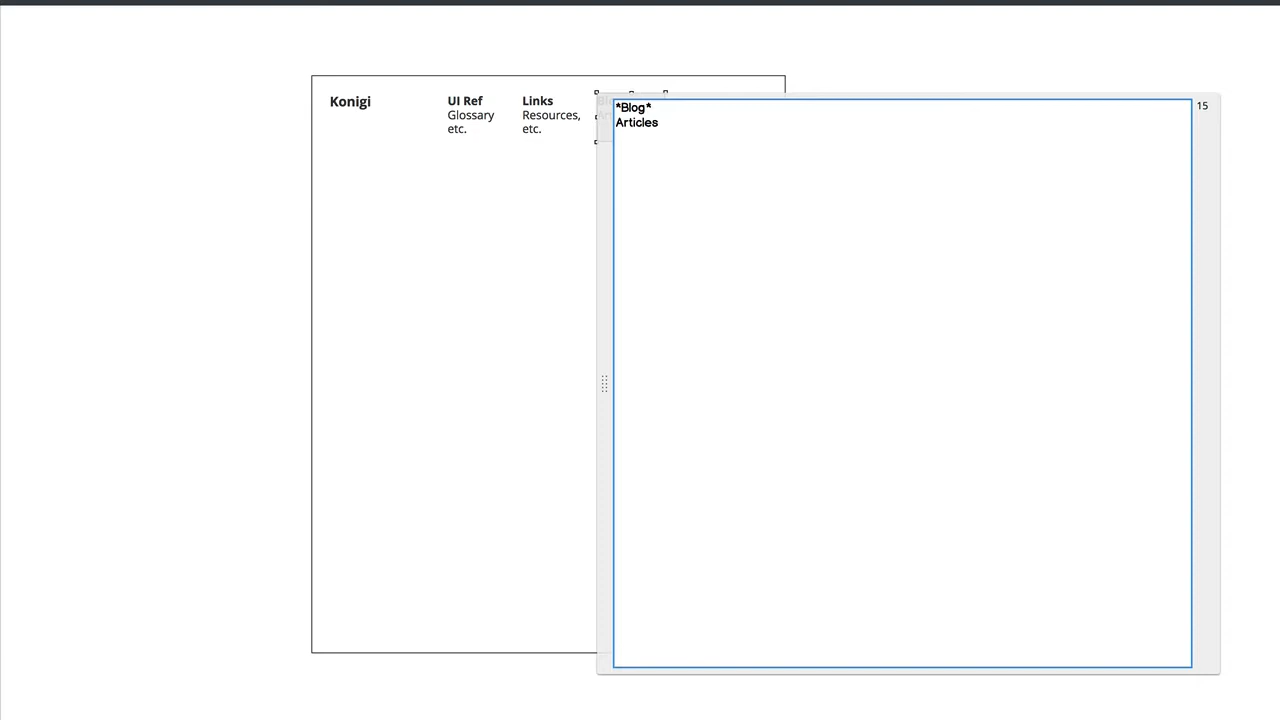 Konigi
UI Ref
Glossary
etc.
Links
Resources,
etc.
*Blog*
Articles
15